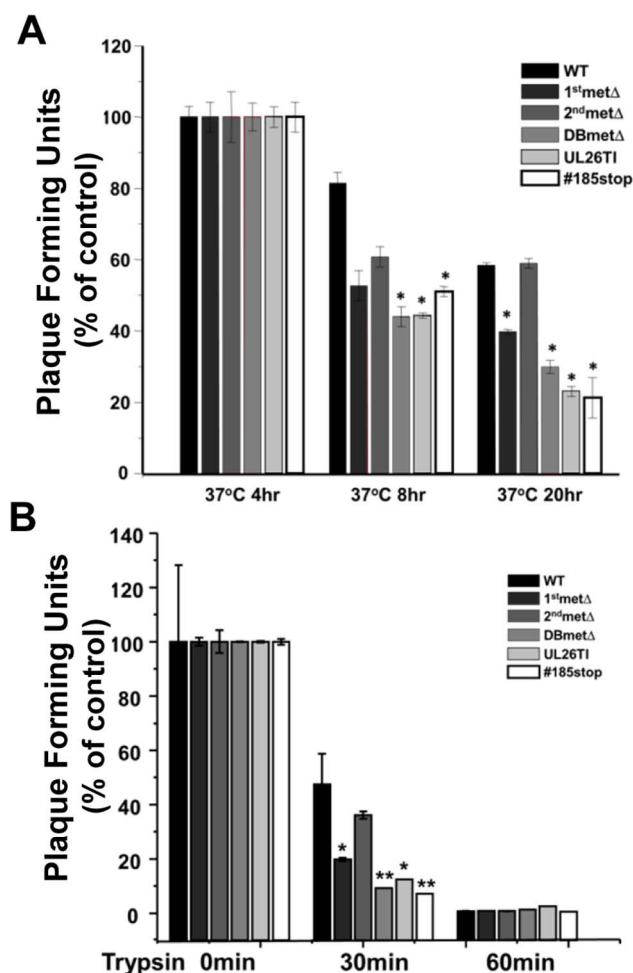 A
Plaque Forming Units
(% of control)
120
100
80
60
40
20
0
WT
1stmetΔ
2ndmetΔ
DBmetΔ
UL26TI
#185stop
* * *
* * * *
37°C 4hr 37°C 8hr 37°C 20hr
B
Plaque Forming Units
(% of control)
140
120
100
80
60
40
20
0
WT
1stmetΔ
2ndmetΔ
DBmetΔ
UL26TI
#185stop
* ** * **
Trypsin 0min 30min 60min